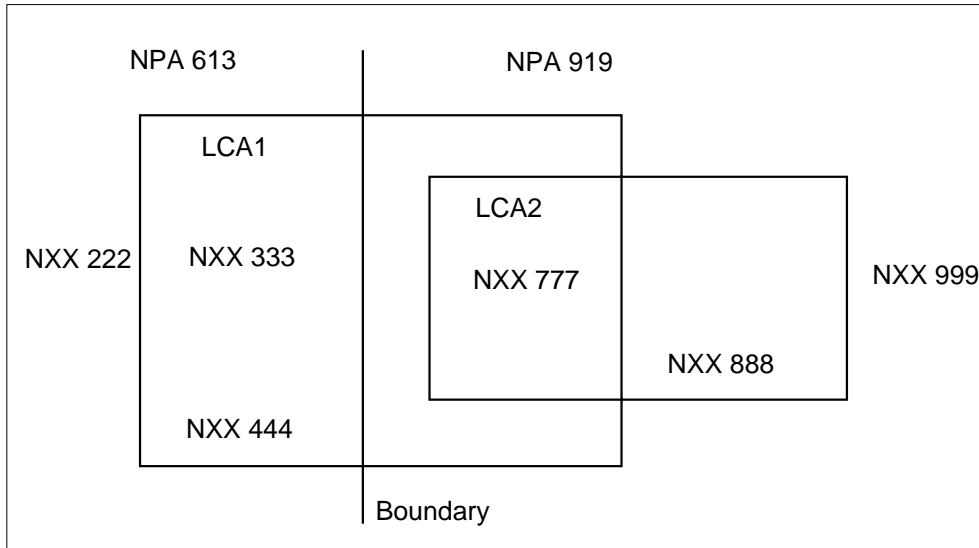 NPA 613
NPA 919
LCA1
LCA2
NXX 222
NXX 333
NXX 777
NXX 999
NXX 888
NXX 444
Boundary